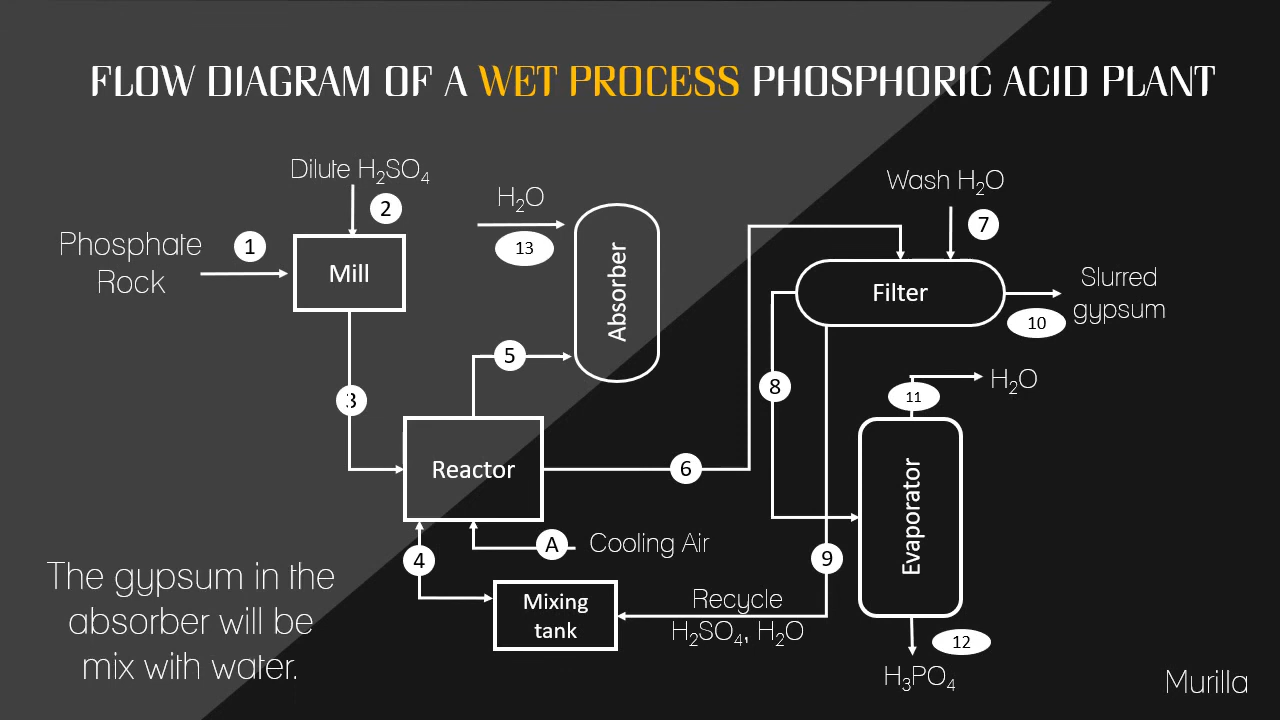 FLOW DIAGRAM OF A WET PROCESS PHOSPHORIC ACID PLANT
Dilute H₂SO₄
2
Phosphate
Rock
1
Mill
H₂O
13
Absorber
Wash H₂O
7
Filter
Slurred
gypsum
10
5
3
8
11
H₂O
Reactor
6
Evaporator
A
Cooling Air
4
9
Mixing
tank
Recycle
H₂SO₄, H₂O
12
H₃PO₄
The gypsum in the
absorber will be
mix with water.
Murilla